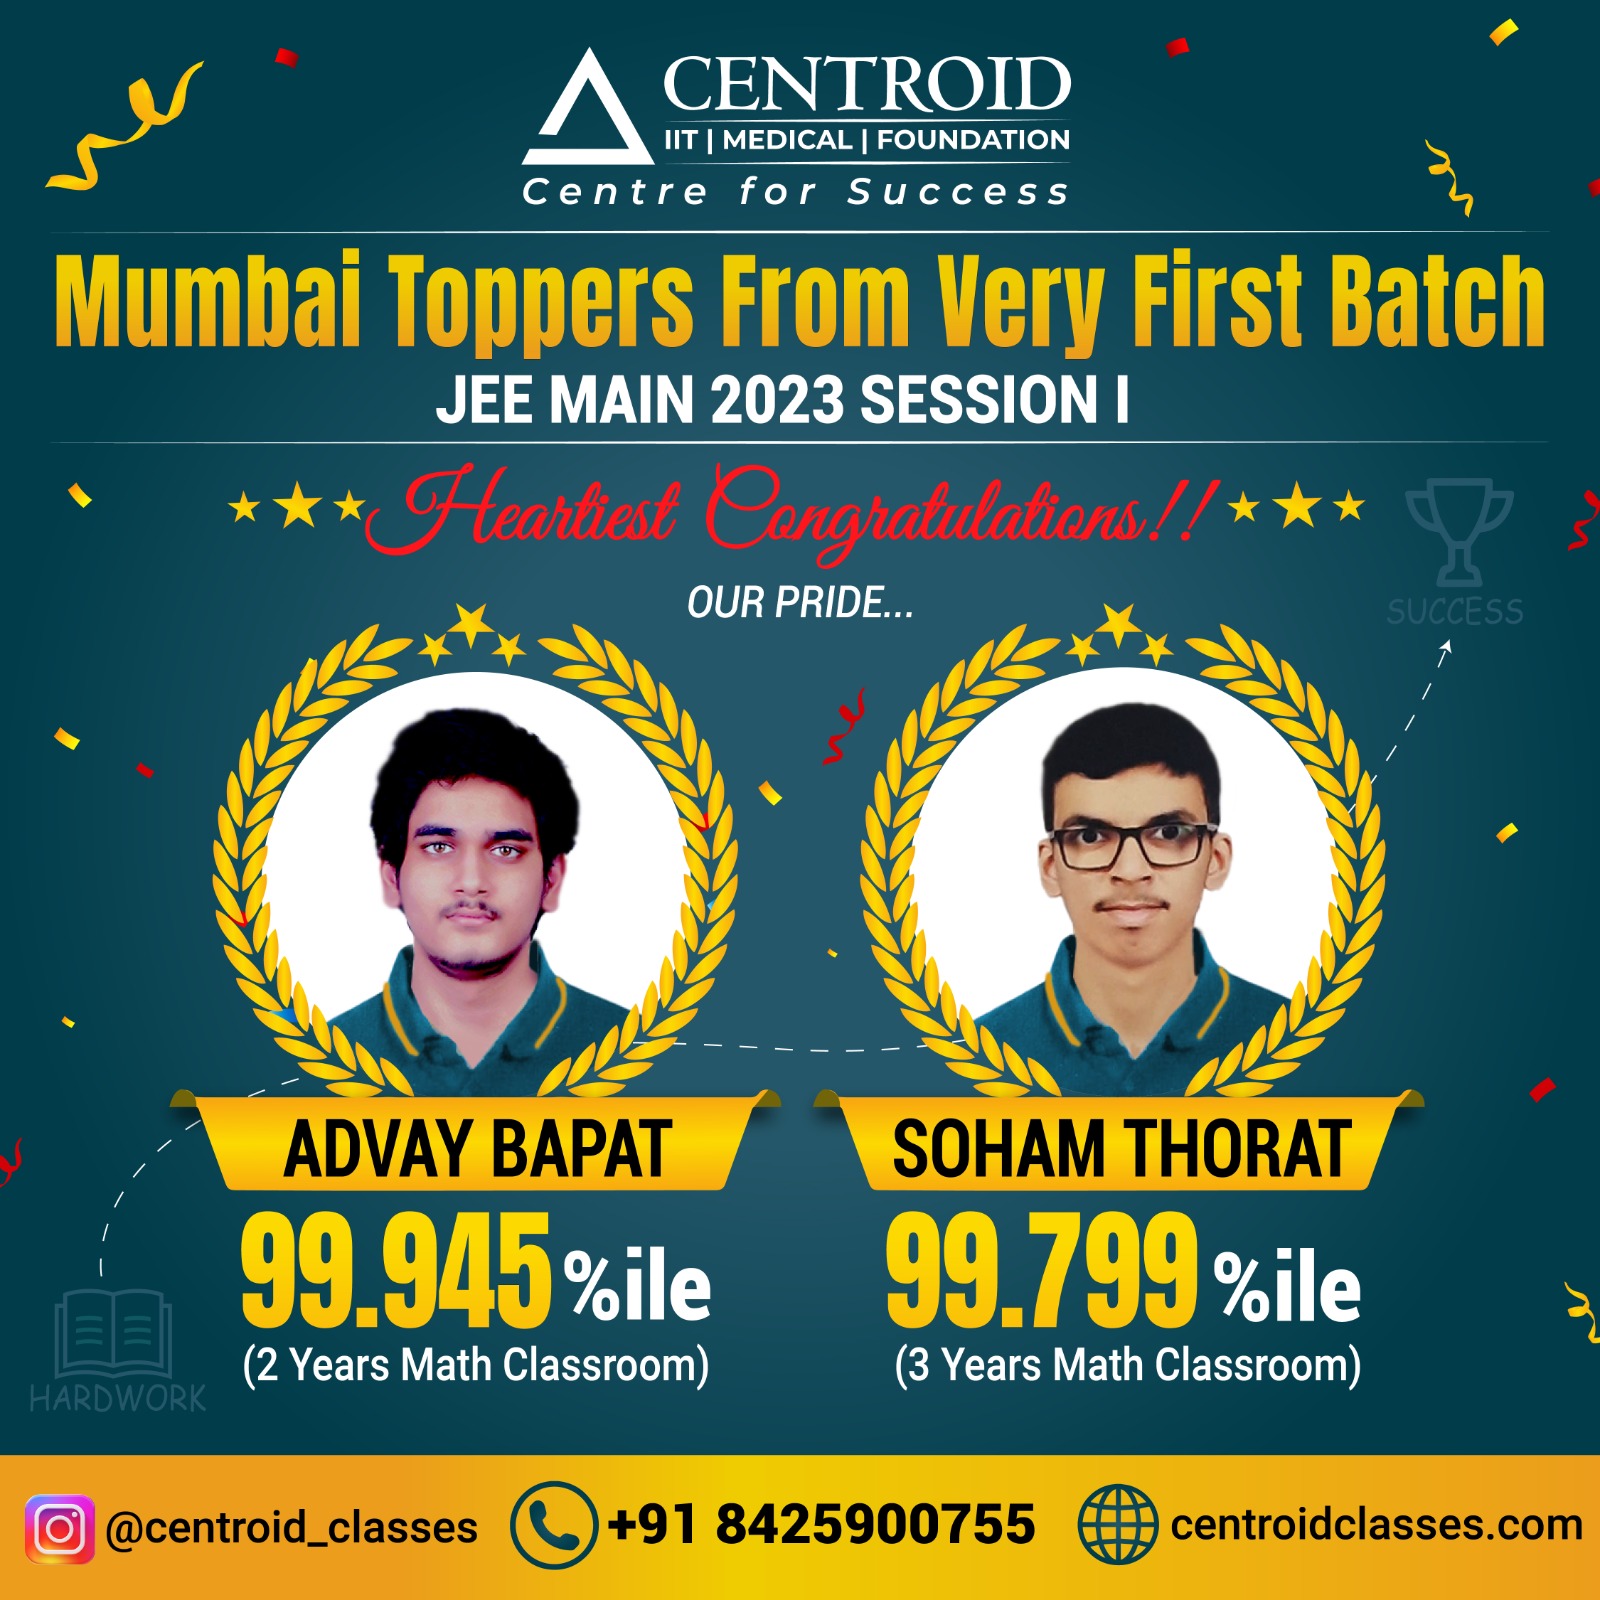 CENTROID
IIT | MEDICAL | FOUNDATION
Centre for Success
Mumbai Toppers From Very First Batch
JEE MAIN 2023 SESSION I
Heartiest Congratulations!!
OUR PRIDE...
SUCCESS
ADVAY BAPAT
SOHAM THORAT
99.945 %ile
99.799 %ile
(2 Years Math Classroom)
(3 Years Math Classroom)
HARDWORK
@centroid_classes
+91 8425900755
centroidclasses.com